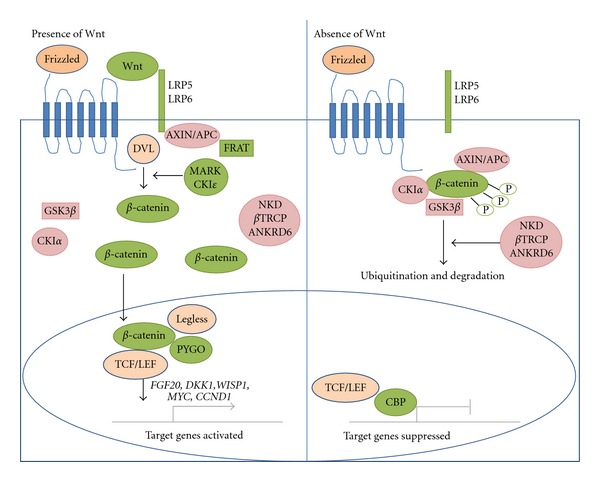 Presence of Wnt
Frizzled
Wnt
LRP5
LRP6
AXIN/APC
FRAT
DVL
MARK
CKIε
β-catenin
GSK3β
CKIα
NKD
βTRCP
ANKRD6
β-catenin
β-catenin
Legless
β-catenin
PYGO
TCF/LEF
FGF20, DKK1,WISP1,
MYC, CCND1
Target genes activated
Absence of Wnt
Frizzled
LRP5
LRP6
AXIN/APC
β-catenin
CKIα
GSK3β
P
P
P
NKD
βTRCP
ANKRD6
Ubiquitination and degradation
TCF/LEF
CBP
Target genes suppressed